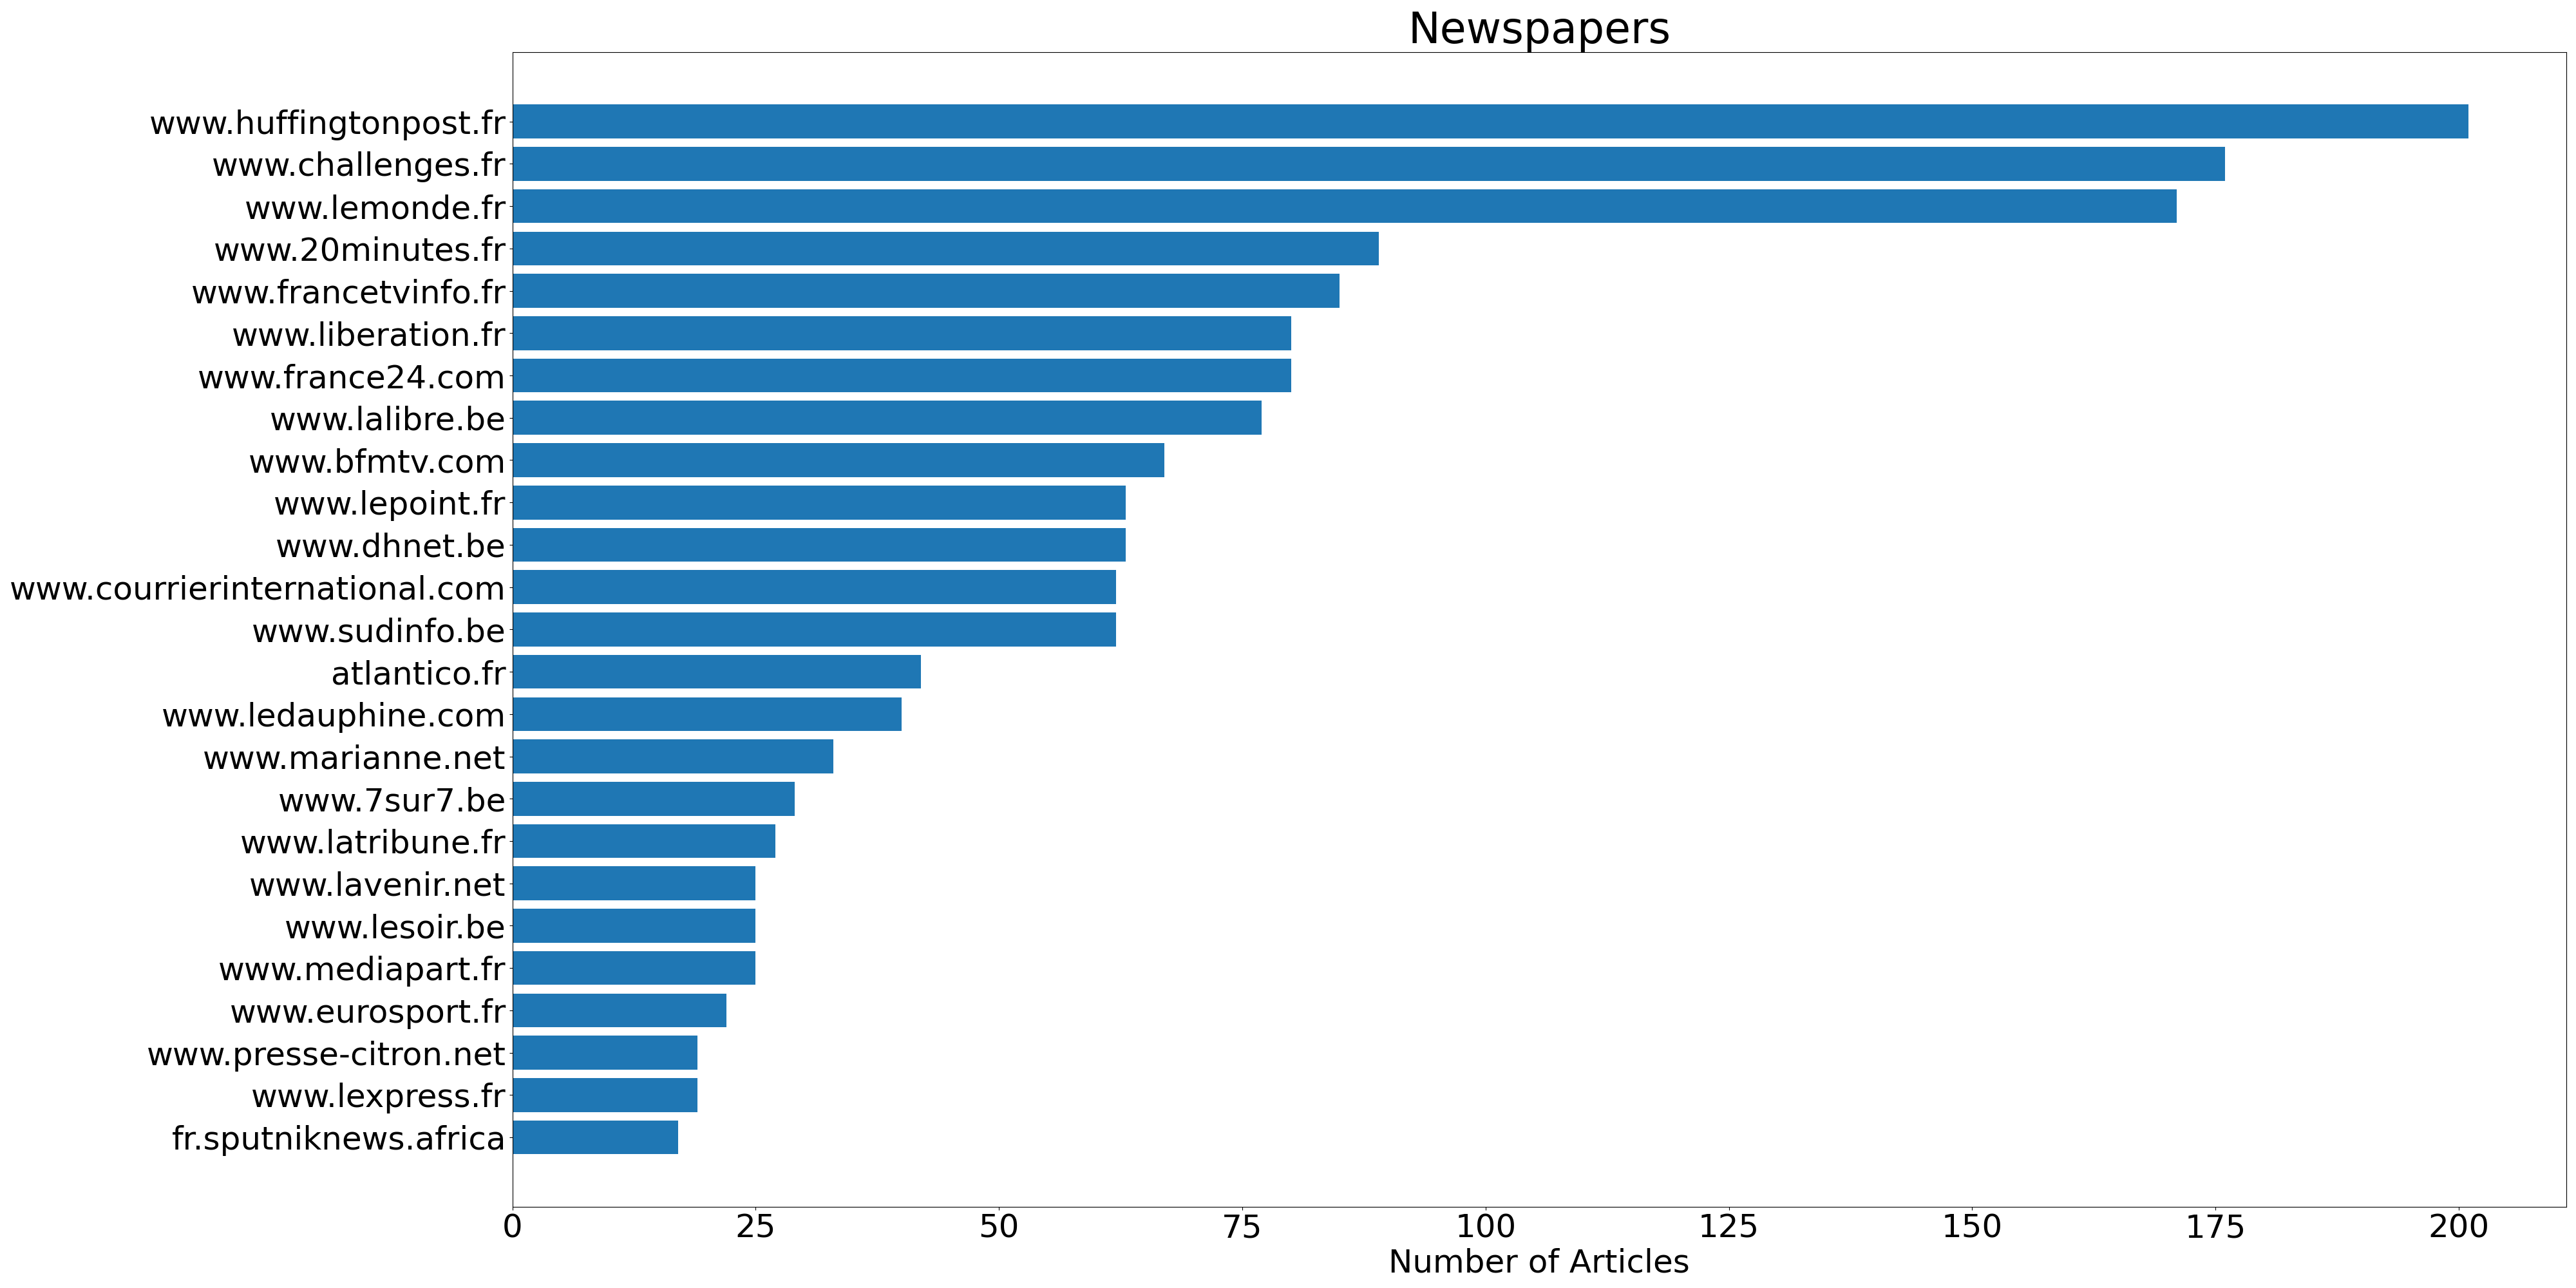 Newspapers
www.huffingtonpost.fr
www.challenges.fr
www.lemonde.fr
www.20minutes.fr
www.francetvinfo.fr
www.liberation.fr
www.france24.com
www.lalibre.be
www.bfmtv.com
www.lepoint.fr
www.dhnet.be
www.courrierinternational.com
www.sudinfo.be
atlantico.fr
www.ledauphine.com
www.marianne.net
www.7sur7.be
www.latribune.fr
www.lavenir.net
www.lesoir.be
www.mediapart.fr
www.eurosport.fr
www.presse-citron.net
www.lexpress.fr
fr.sputniknews.africa
0 25 50 75 100 125 150 175 200
Number of Articles